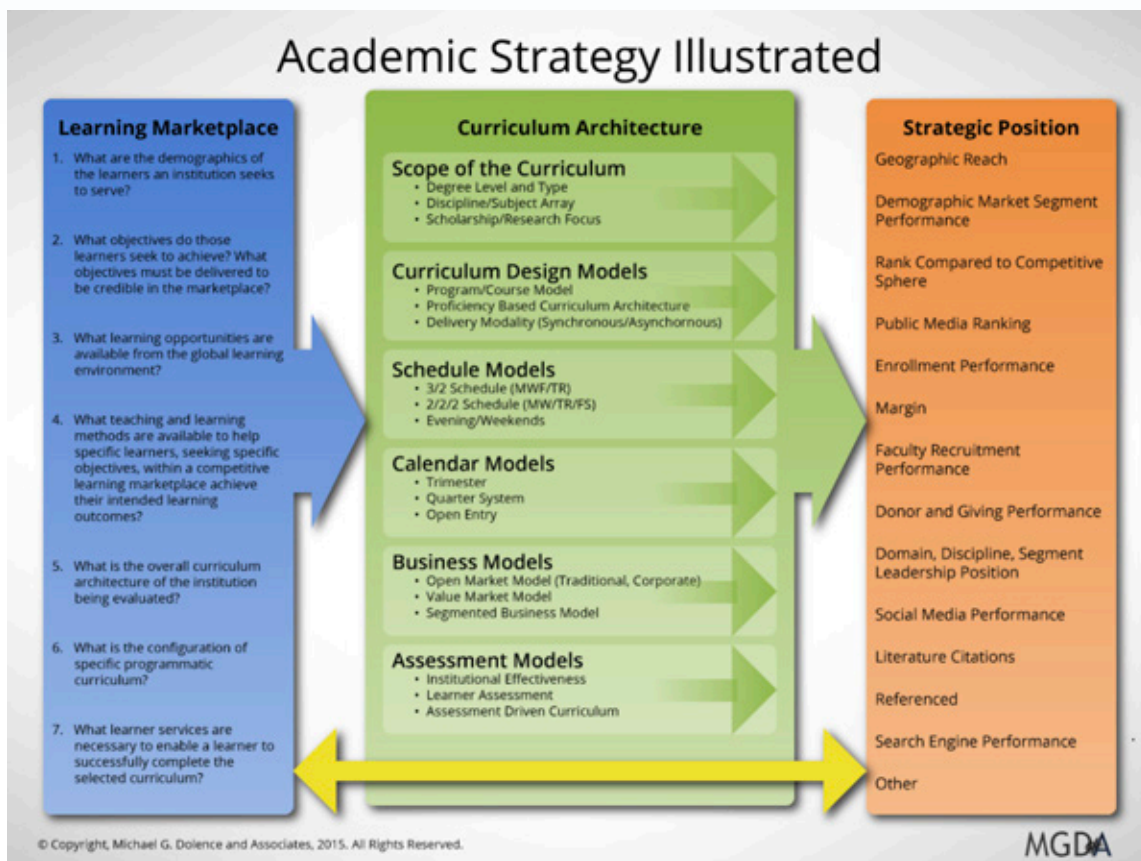 Academic Strategy Illustrated
Learning Marketplace
1. What are the demographics of
the learners an institution seeks
to serve?
2. What objectives do those
learners seek to achieve? What
objectives must be delivered to
be credible in the marketplace?
3. What learning opportunities are
available from the global learning
environment?
4. What teaching and learning
methods are available to help
specific learners, seeking specific
objectives, within a competitive
learning marketplace achieve
their intended learning
outcomes?
5. What is the overall curriculum
architecture of the institution
being evaluated?
6. What is the configuration of
specific programmatic
curriculum?
7. What learner services are
necessary to enable a learner to
successfully complete the
selected curriculum?
Curriculum Architecture
Scope of the Curriculum
• Degree Level and Type
• Discipline/Subject Array
• Scholarship/Research Focus
Curriculum Design Models
• Program/Course Model
• Proficiency Based Curriculum Architecture
• Delivery Modality (Synchronous/Asynchornous)
Schedule Models
• 3/2 Schedule (MWF/TR)
• 2/2/2 Schedule (MW/TR/FS)
• Evening/Weekends
Calendar Models
• Trimester
• Quarter System
• Open Entry
Business Models
• Open Market Model (Traditional, Corporate)
• Value Market Model
• Segmented Business Model
Assessment Models
• Institutional Effectiveness
• Learner Assessment
• Assessment Driven Curriculum
Strategic Position
Geographic Reach
Demographic Market Segment
Performance
Rank Compared to Competitive
Sphere
Public Media Ranking
Enrollment Performance
Margin
Faculty Recruitment
Performance
Donor and Giving Performance
Domain, Discipline, Segment
Leadership Position
Social Media Performance
Literature Citations
Referenced
Search Engine Performance
Other
© Copyright, Michael G. Dolence and Associates, 2015. All Rights Reserved.
MGDA